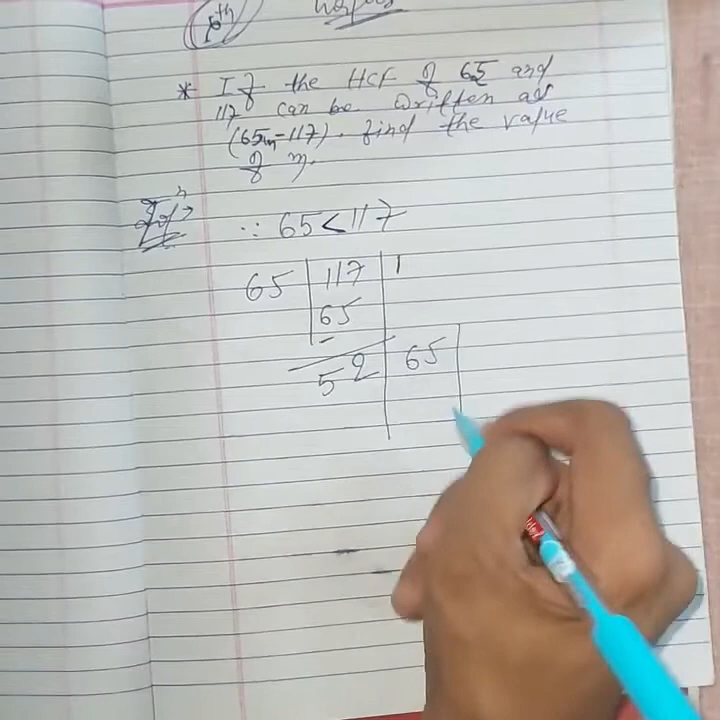 10th
* If the HCF of 65 and
117 can be written as
(65m-117). find the value
of m.
Solⁿ
∵ 65<117
65 | 117 | 1
65
52 | 65